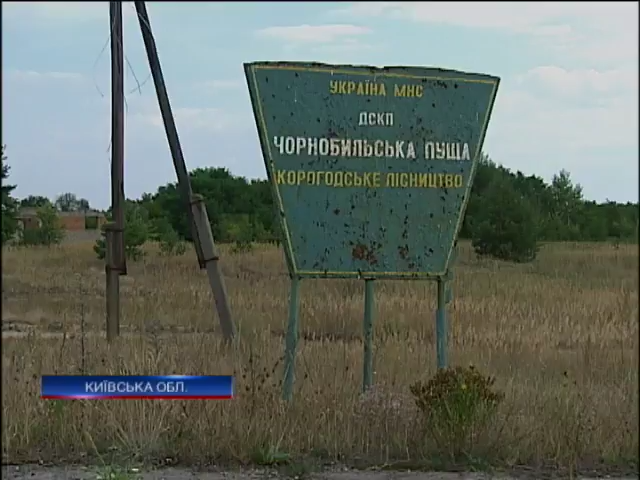 УКРАЇНА МНС
ДСКП
ЧОРНОБИЛЬСЬКА ПУЩА
КОРОГОДСЬКЕ ЛІСНИЦТВО
КИЇВСЬКА ОБЛ.